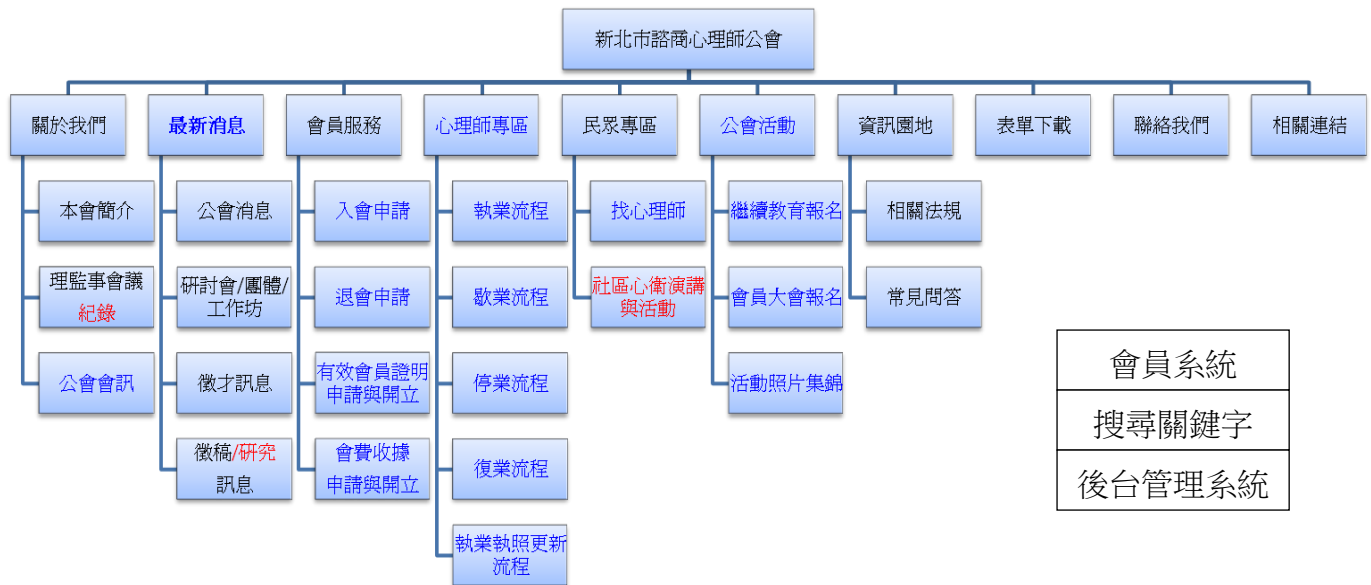 新北市諮商心理師公會
關於我們
最新消息
會員服務
心理師專區
民眾專區
公會活動
資訊園地
表單下載
聯絡我們
相關連結
本會簡介
理監事會議
紀錄
公會會訊
公會消息
研討會/團體/
工作坊
徵才訊息
徵稿/研究
訊息
入會申請
退會申請
有效會員證明
申請與開立
會費收據
申請與開立
執業流程
歇業流程
停業流程
復業流程
執業執照更新
流程
找心理師
社區心衛演講
與活動
繼續教育報名
會員大會報名
活動照片集錦
相關法規
常見問答
會員系統
搜尋關鍵字
後台管理系統